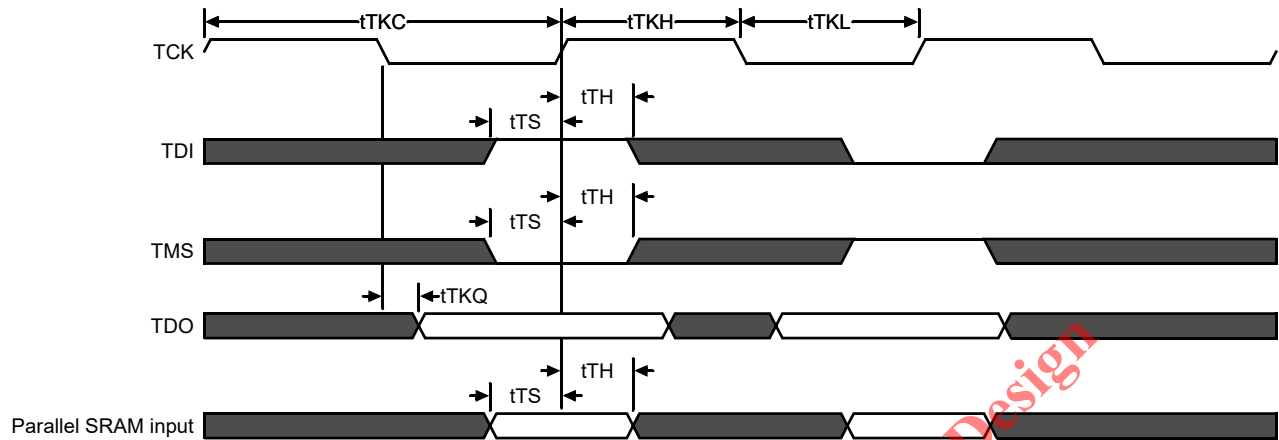 tTKC tTKH tTKL
TCK
tTH
tTS
TDI
tTH
tTS
TMS
tTKQ
TDO
tTH
tTS
Parallel SRAM input
Design